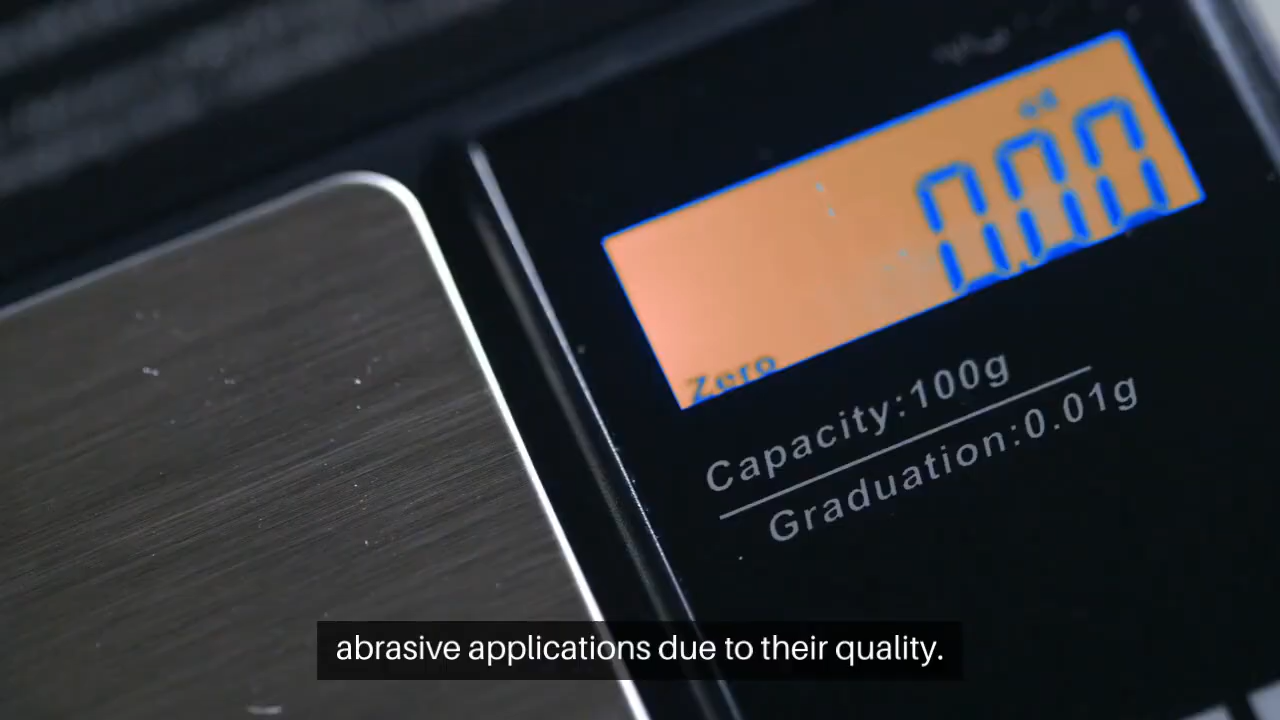 0.00
Zero
Capacity:100g
Graduation:0.01g
abrasive applications due to their quality.